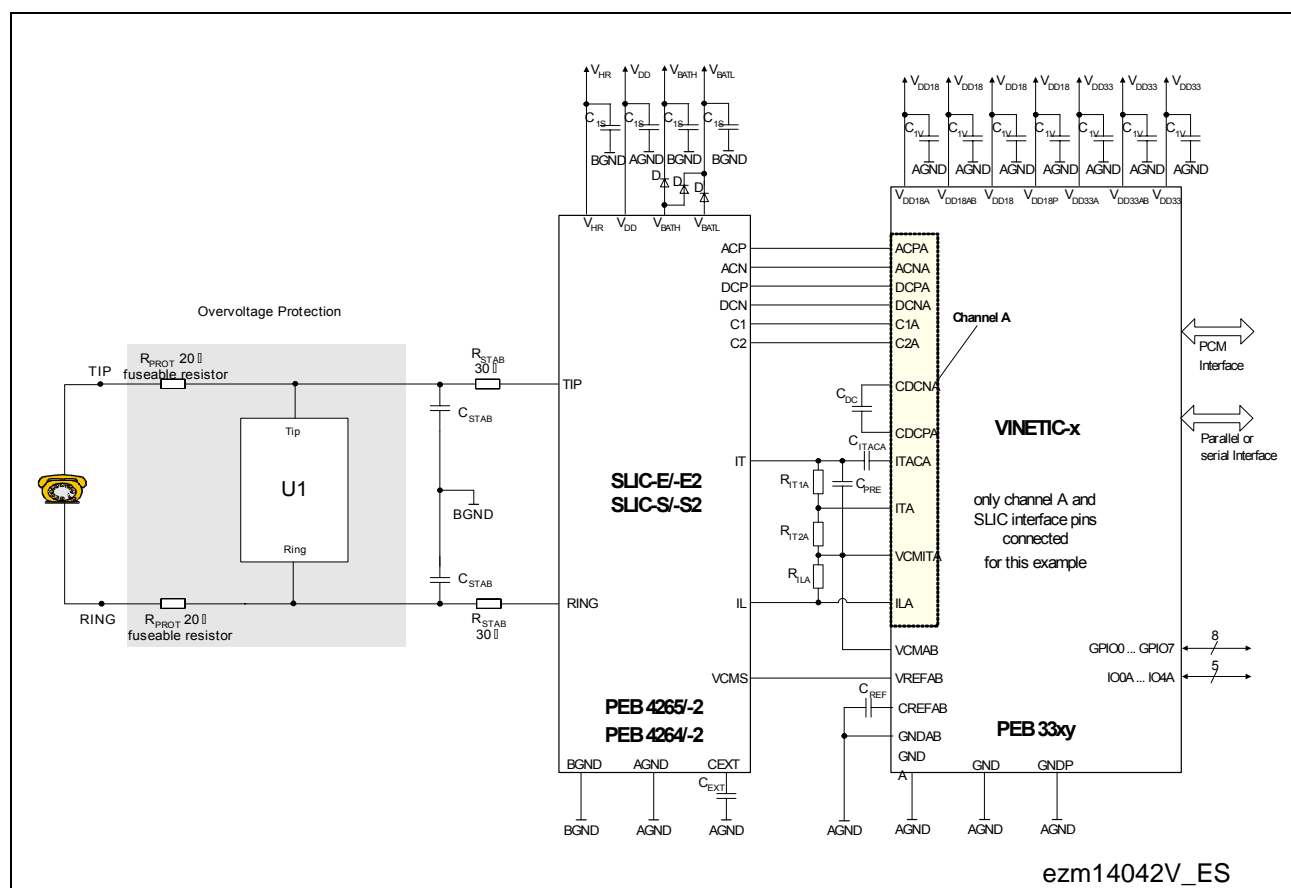 VHR VDD VBATH VBATL
VDD18 VDD18 VDD18 VDD18 VDD33 VDD33 VDD33
C1S C1S C1S C1S
C1V C1V C1V C1V C1V C1V C1V
BGND AGND BGND BGND
AGND AGND AGND AGND AGND AGND AGND
D D D
VHR VDD VBATH VBATL
VDD18A VDD18AB VDD18 VDD18P VDD33A VDD33AB VDD33
ACP ACPA
ACN ACNA
DCP DCPA
DCN DCNA
C1 C1A
C2 C2A
Channel A
Overvoltage Protection
PCM
Interface
TIP
RPROT 20
fuseable resistor
RSTAB
30
TIP
CSTAB
Tip
U1
Ring
BGND
CSTAB
RING
RPROT 20
fuseable resistor
RSTAB
30
RING
SLIC-E/-E2
SLIC-S/-S2
CDC
CDCNA
CDCPA
VINETIC-x
Parallel or
serial Interface
CITACA
IT
ITACA
RIT1A
CPRE
ITA
RIT2A
VCMITA
RILA
IL
ILA
only channel A and
SLIC interface pins
connected
for this example
VCMAB
GPIO0 ... GPIO7
8
VCMS
VREFAB
IO0A ... IO4A
5
CREF
CREFAB
GNDAB
PEB 4265/-2
PEB 4264/-2
PEB 33xy
BGND AGND CEXT
GND
A
GND GNDP
CEXT
BGND AGND AGND
AGND AGND AGND AGND
ezm14042V_ES